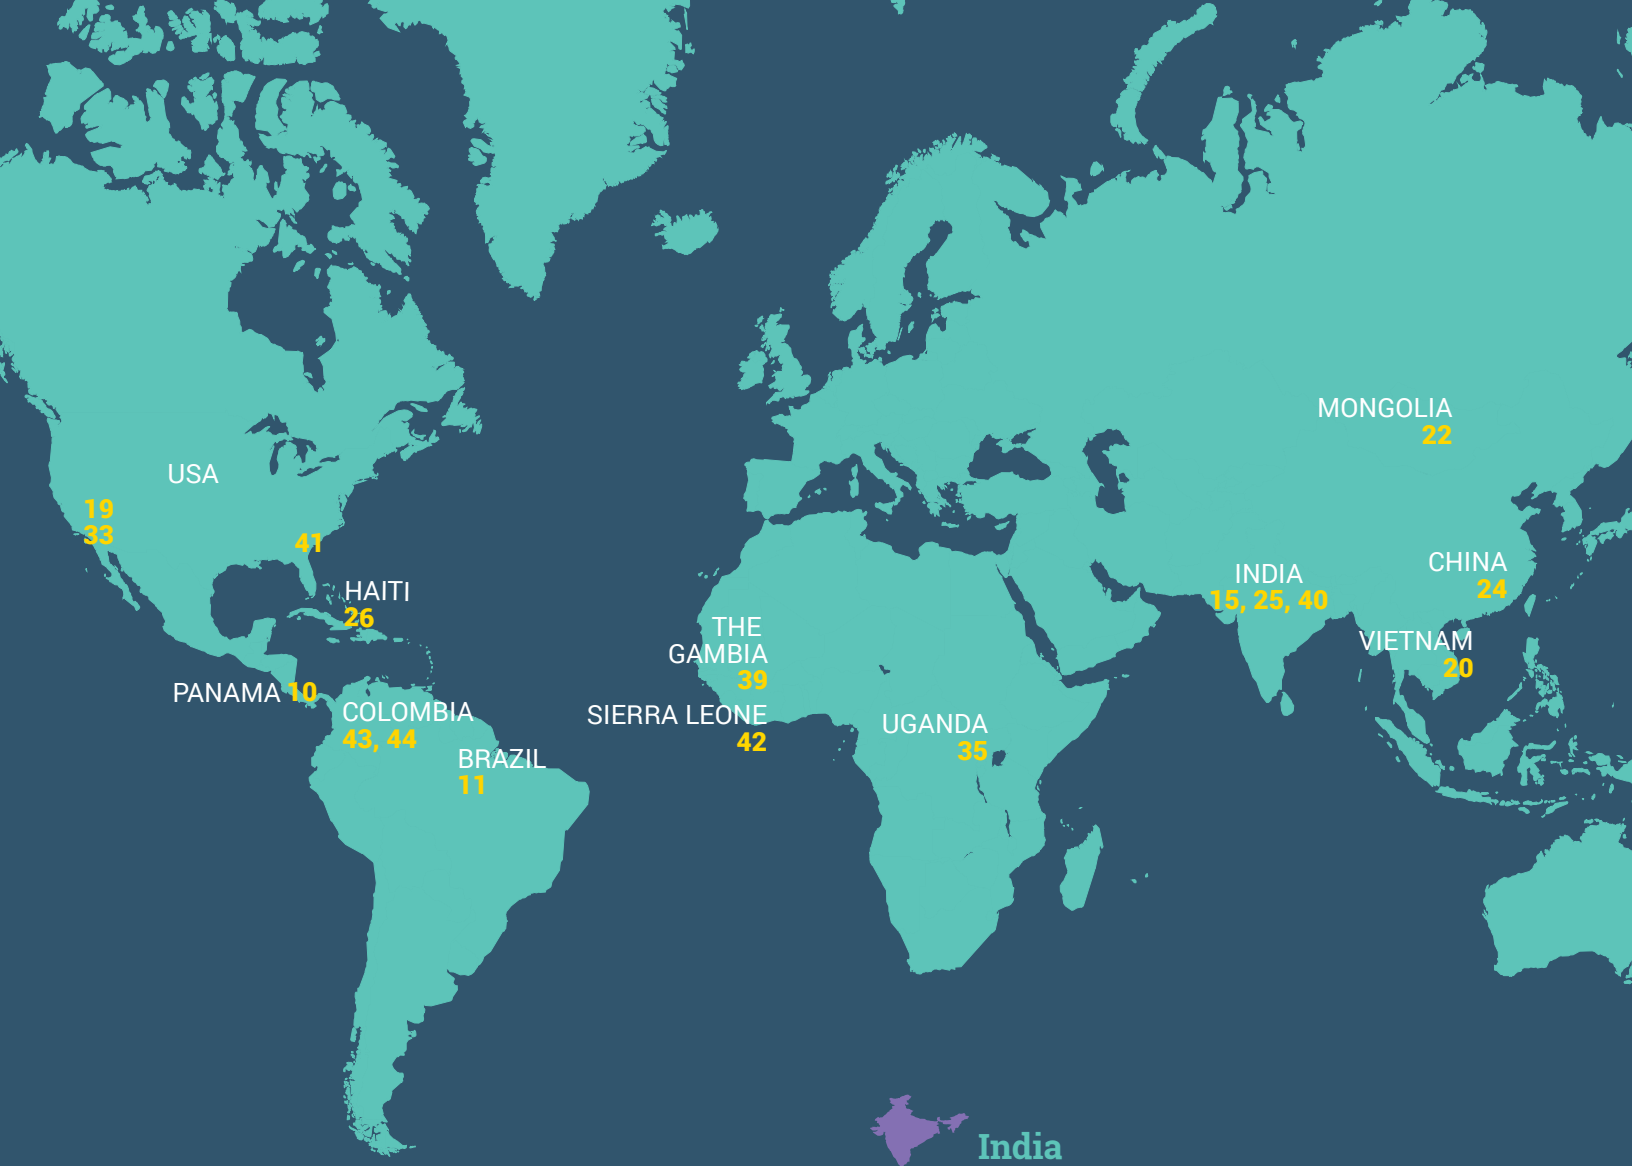 MONGOLIA
22
USA
19
33
41
CHINA
24
INDIA
15, 25, 40
HAITI
26
THE
GAMBIA
39
VIETNAM
20
PANAMA 10
COLOMBIA
43, 44
SIERRA LEONE
42
UGANDA
35
BRAZIL
11
India